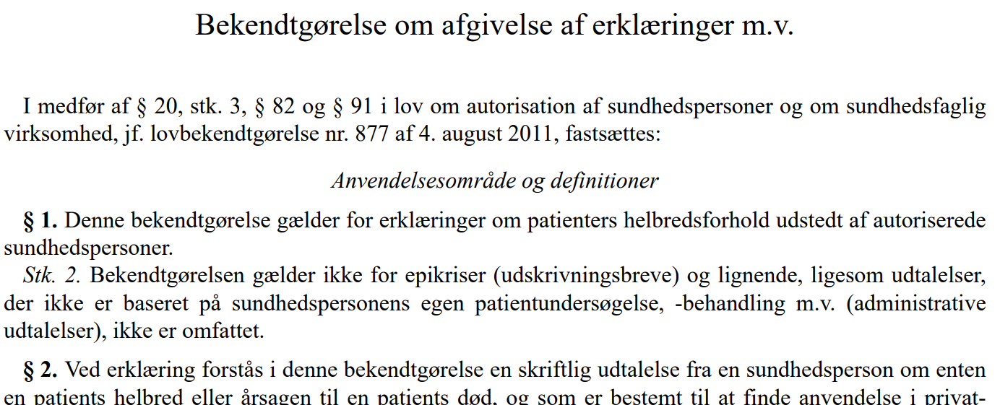 Bekendtgørelse om afgivelse af erklæringer m.v.
I medfør af § 20, stk. 3, § 82 og § 91 i lov om autorisation af sundhedspersoner og om sundhedsfaglig
virksomhed, jf. lovbekendtgørelse nr. 877 af 4. august 2011, fastsættes:
Anvendelsesområde og definitioner
§ 1. Denne bekendtgørelse gælder for erklæringer om patienters helbredsforhold udstedt af autoriserede
sundhedspersoner.
Stk. 2. Bekendtgørelsen gælder ikke for epikriser (udskrivningsbreve) og lignende, ligesom udtalelser,
der ikke er baseret på sundhedspersonens egen patientundersøgelse, -behandling m.v. (administrative
udtalelser), ikke er omfattet.
§ 2. Ved erklæring forstås i denne bekendtgørelse en skriftlig udtalelse fra en sundhedsperson om enten
en patients helbred eller årsagen til en patients død, og som er bestemt til at finde anvendelse i privat-